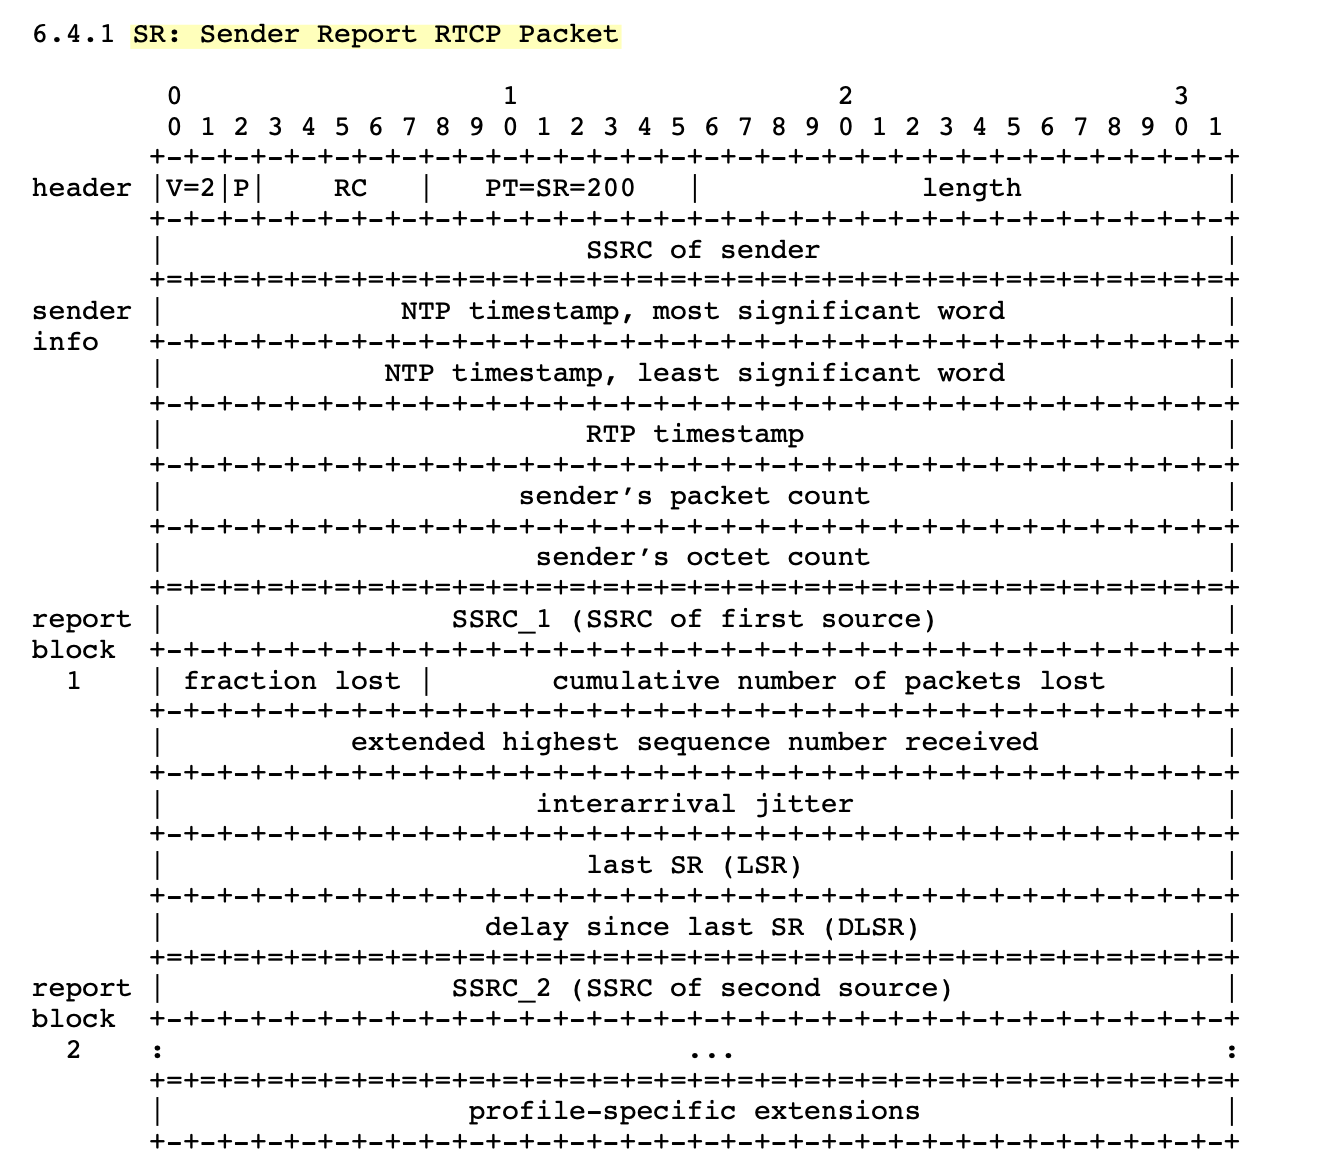 6.4.1 SR: Sender Report RTCP Packet
        0                   1                   2                   3
        0 1 2 3 4 5 6 7 8 9 0 1 2 3 4 5 6 7 8 9 0 1 2 3 4 5 6 7 8 9 0 1
       +-+-+-+-+-+-+-+-+-+-+-+-+-+-+-+-+-+-+-+-+-+-+-+-+-+-+-+-+-+-+-+-+
header |V=2|P|    RC   |   PT=SR=200   |             length            |
       +-+-+-+-+-+-+-+-+-+-+-+-+-+-+-+-+-+-+-+-+-+-+-+-+-+-+-+-+-+-+-+-+
       |                         SSRC of sender                        |
       +=+=+=+=+=+=+=+=+=+=+=+=+=+=+=+=+=+=+=+=+=+=+=+=+=+=+=+=+=+=+=+=+
sender |              NTP timestamp, most significant word             |
info   +-+-+-+-+-+-+-+-+-+-+-+-+-+-+-+-+-+-+-+-+-+-+-+-+-+-+-+-+-+-+-+-+
       |             NTP timestamp, least significant word             |
       +-+-+-+-+-+-+-+-+-+-+-+-+-+-+-+-+-+-+-+-+-+-+-+-+-+-+-+-+-+-+-+-+
       |                         RTP timestamp                         |
       +-+-+-+-+-+-+-+-+-+-+-+-+-+-+-+-+-+-+-+-+-+-+-+-+-+-+-+-+-+-+-+-+
       |                     sender’s packet count                     |
       +-+-+-+-+-+-+-+-+-+-+-+-+-+-+-+-+-+-+-+-+-+-+-+-+-+-+-+-+-+-+-+-+
       |                      sender’s octet count                     |
       +=+=+=+=+=+=+=+=+=+=+=+=+=+=+=+=+=+=+=+=+=+=+=+=+=+=+=+=+=+=+=+=+
report |                 SSRC_1 (SSRC of first source)                 |
block  +-+-+-+-+-+-+-+-+-+-+-+-+-+-+-+-+-+-+-+-+-+-+-+-+-+-+-+-+-+-+-+-+
  1    | fraction lost |       cumulative number of packets lost       |
       +-+-+-+-+-+-+-+-+-+-+-+-+-+-+-+-+-+-+-+-+-+-+-+-+-+-+-+-+-+-+-+-+
       |           extended highest sequence number received           |
       +-+-+-+-+-+-+-+-+-+-+-+-+-+-+-+-+-+-+-+-+-+-+-+-+-+-+-+-+-+-+-+-+
       |                      interarrival jitter                      |
       +-+-+-+-+-+-+-+-+-+-+-+-+-+-+-+-+-+-+-+-+-+-+-+-+-+-+-+-+-+-+-+-+
       |                         last SR (LSR)                         |
       +-+-+-+-+-+-+-+-+-+-+-+-+-+-+-+-+-+-+-+-+-+-+-+-+-+-+-+-+-+-+-+-+
       |                   delay since last SR (DLSR)                  |
       +=+=+=+=+=+=+=+=+=+=+=+=+=+=+=+=+=+=+=+=+=+=+=+=+=+=+=+=+=+=+=+=+
report |                 SSRC_2 (SSRC of second source)                |
block  +-+-+-+-+-+-+-+-+-+-+-+-+-+-+-+-+-+-+-+-+-+-+-+-+-+-+-+-+-+-+-+-+
  2    :                               ...                             :
       +=+=+=+=+=+=+=+=+=+=+=+=+=+=+=+=+=+=+=+=+=+=+=+=+=+=+=+=+=+=+=+=+
       |                  profile-specific extensions                  |
       +-+-+-+-+-+-+-+-+-+-+-+-+-+-+-+-+-+-+-+-+-+-+-+-+-+-+-+-+-+-+-+-+